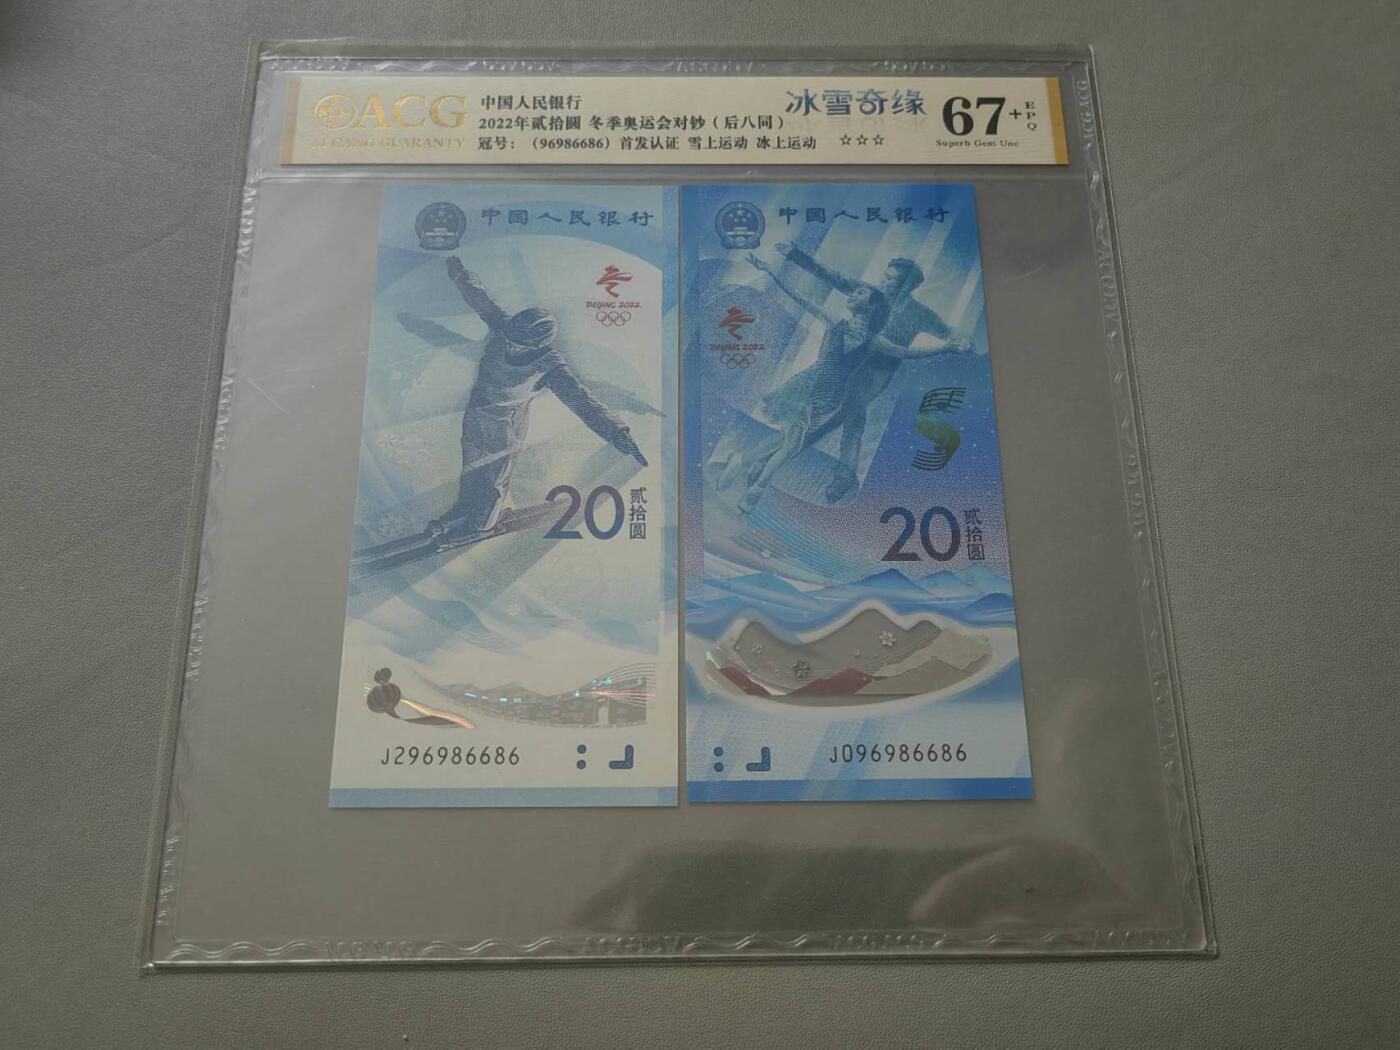 ACG
AI CANG GUARANTY
中国人民银行
2022年贰拾圆 冬季奥运会对钞（后八同）
冠号：（96986686）首发认证 雪上运动 冰上运动 ☆☆☆
冰雪奇缘
67+
EPQ
Superb Gem Unc
中国人民银行
BEIJING 2022
20
贰拾圆
J296986686
中国人民银行
BEIJING 2022
20
贰拾圆
J096986686